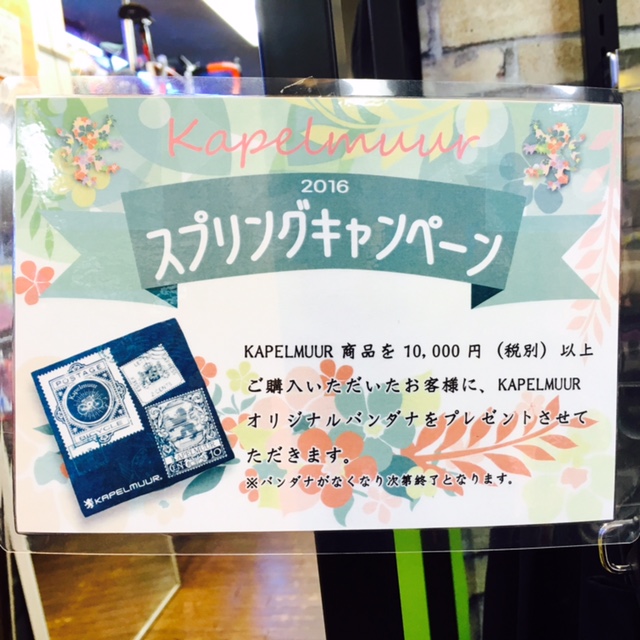 Kapelmuur
2016
スプリングキャンペーン
KAPELMUUR 商品を 10,000 円 (税別) 以上
ご購入いただいたお客様に、KAPELMUUR
オリジナルバンダナをプレゼントさせて
ただきます。
※バンダナがなくなり次第終了となります。
POSTAGE
BICYCLE
KAPELMUUR.